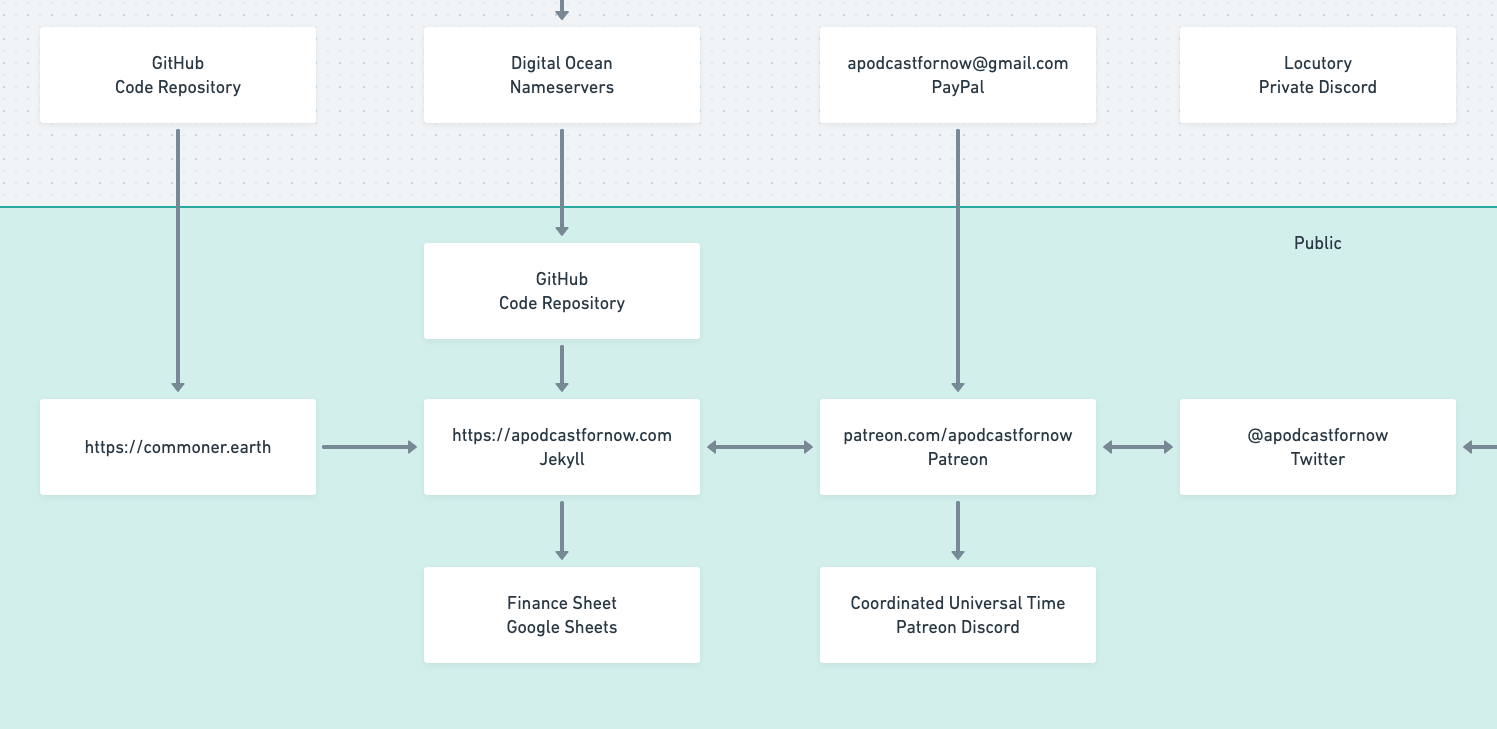 GitHub
Code Repository
Digital Ocean
Nameservers
apodcastfornow@gmail.com
PayPal
Locutory
Private Discord
Public
GitHub
Code Repository
https://commoner.earth
https://apodcastfornow.com
Jekyll
patreon.com/apodcastfornow
Patreon
@apodcastfornow
Twitter
Finance Sheet
Google Sheets
Coordinated Universal Time
Patreon Discord